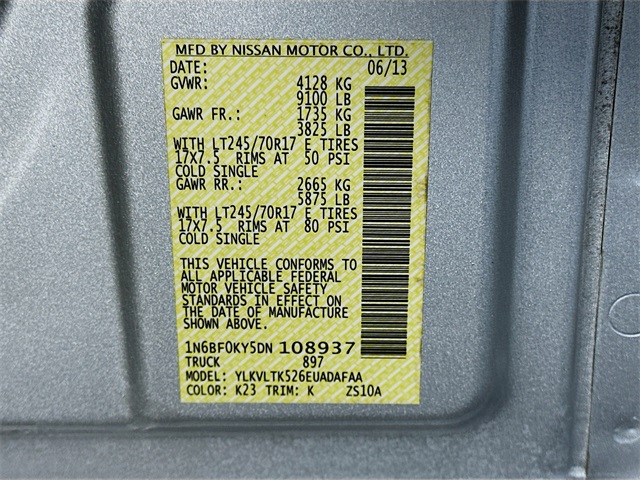 MFD BY NISSAN MOTOR CO., LTD.
DATE: 06/13
GVWR: 4128 KG
9100 LB
GAWR FR.: 1735 KG
3825 LB
WITH LT245/70R17 E TIRES
17X7.5 RIMS AT 50 PSI
COLD SINGLE
GAWR RR.: 2665 KG
5875 LB
WITH LT245/70R17 E TIRES
17X7.5 RIMS AT 80 PSI
COLD SINGLE
THIS VEHICLE CONFORMS TO
ALL APPLICABLE FEDERAL
MOTOR VEHICLE SAFETY
STANDARDS IN EFFECT ON
THE DATE OF MANUFACTURE
SHOWN ABOVE.
1N6BF0KY5DN 108937
TRUCK 897
MODEL: YLKVLTK526EUADAFAA
COLOR: K23 TRIM: K ZS10A